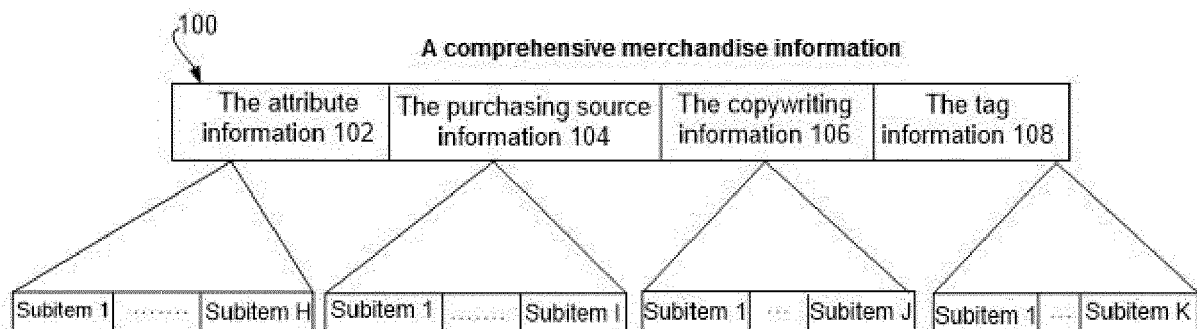 100
A comprehensive merchandise information
The attribute information 102
The purchasing source information 104
The copywriting information 106
The tag information 108
Subitem 1 ........ Subitem H
Subitem 1 ........ Subitem I
Subitem 1 ... Subitem J
Subitem 1 ... Subitem K